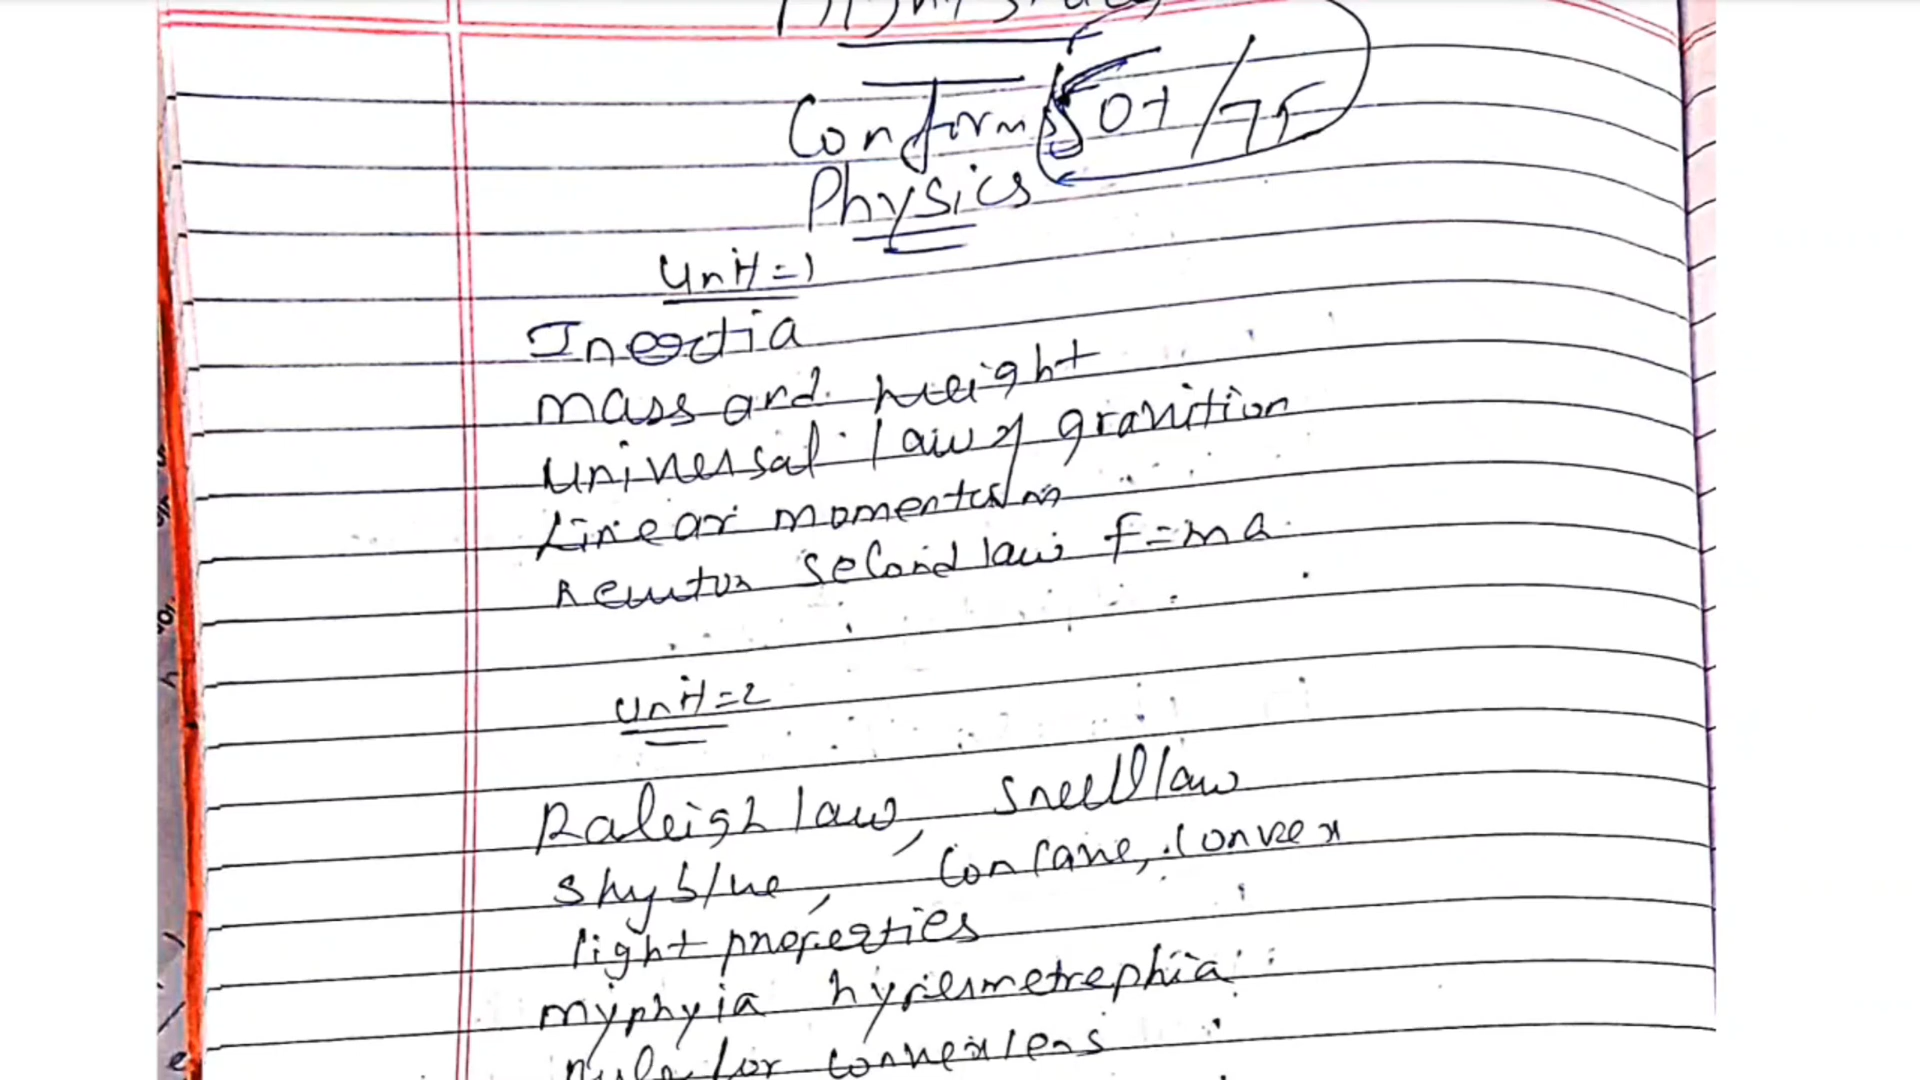 Conform 50+/75
Physics
Unit=1
Inertia
Mass and weight
Universal law of gravition
Linear momentum
Newton second law f=ma
Unit=2
Raleigh law, Snell law
Sky blue, Concave, Convex
light properties
myphyia hypermetrephia
Rule for convex lens